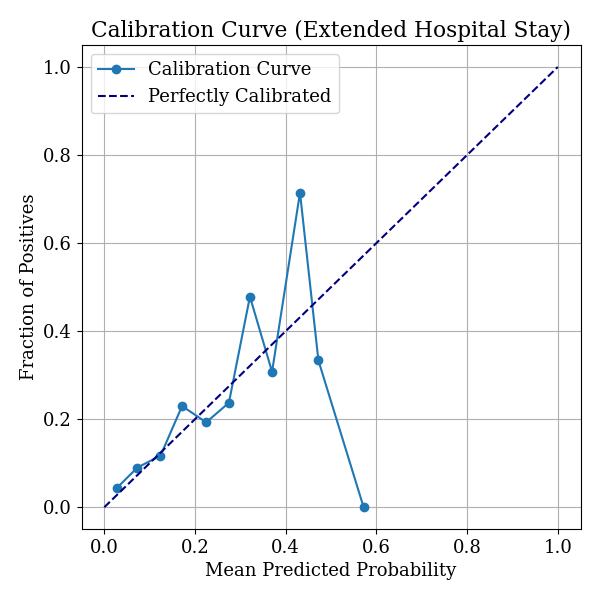 Calibration Curve (Extended Hospital Stay)
Calibration Curve
Perfectly Calibrated
1.0
0.8
0.6
0.4
0.2
0.0
Fraction of Positives
0.0 0.2 0.4 0.6 0.8 1.0
Mean Predicted Probability